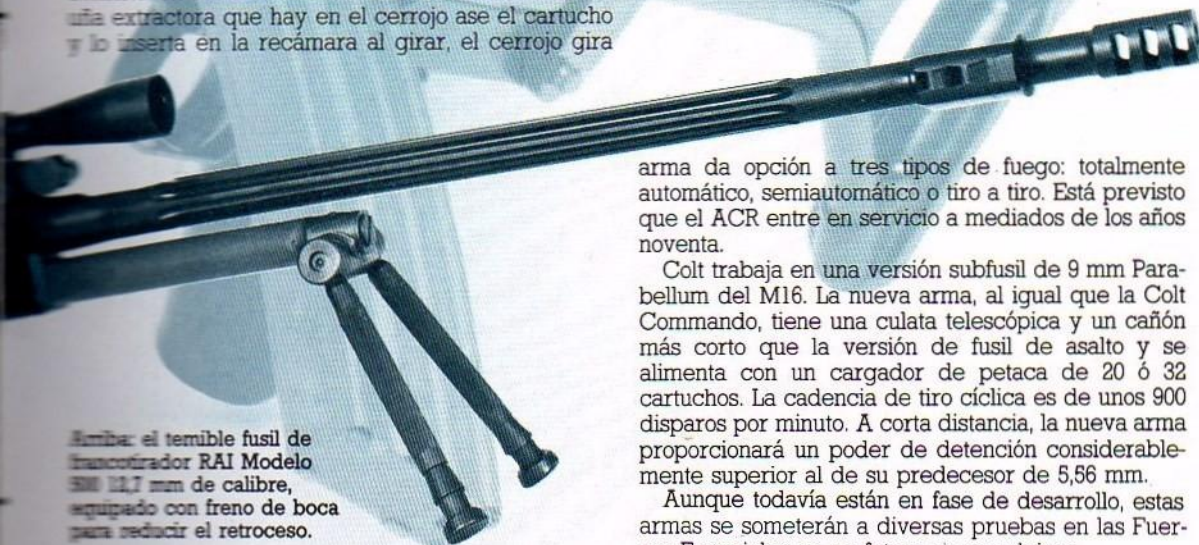 uña extractora que hay en el cerrojo ase el cartucho
y lo inserta en la recámara al girar, el cerrojo gira
Arriba: el temible fusil de
francotirador RAI Modelo
500 12,7 mm de calibre,
equipado con freno de boca
para reducir el retroceso.
arma da opción a tres tipos de fuego: totalmente
automático, semiautomático o tiro a tiro. Está previsto
que el ACR entre en servicio a mediados de los años
noventa.
Colt trabaja en una versión subfusil de 9 mm Para-
bellum del M16. La nueva arma, al igual que la Colt
Commando, tiene una culata telescópica y un cañón
más corto que la versión de fusil de asalto y se
alimenta con un cargador de petaca de 20 ó 32
cartuchos. La cadencia de tiro cíclica es de unos 900
disparos por minuto. A corta distancia, la nueva arma
proporcionará un poder de detención considerable-
mente superior al de su predecesor de 5,56 mm.
Aunque todavía están en fase de desarrollo, estas
armas se someterán a diversas pruebas en las Fuer-